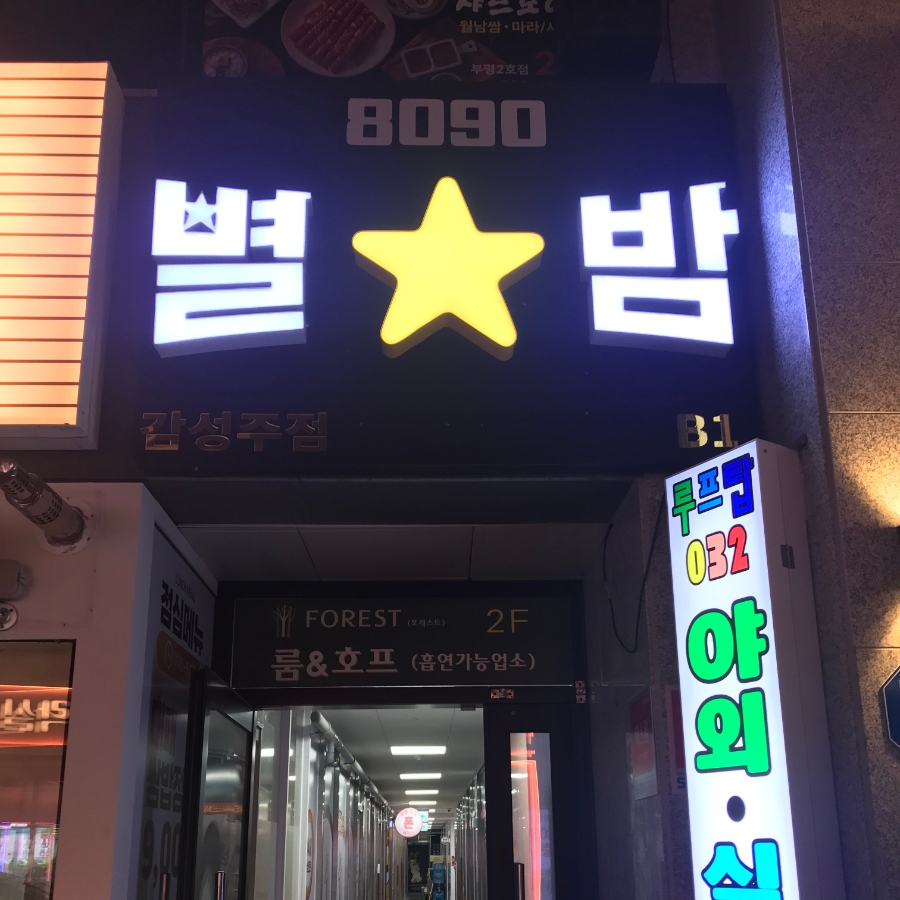 월남쌈·마라/
부평2호점
8090
별밤
감성주점
B1
루프탑
032
야외·실
FOREST (포레스트) 2F
룸&호프 (흡연가능업소)
점심메뉴
폰